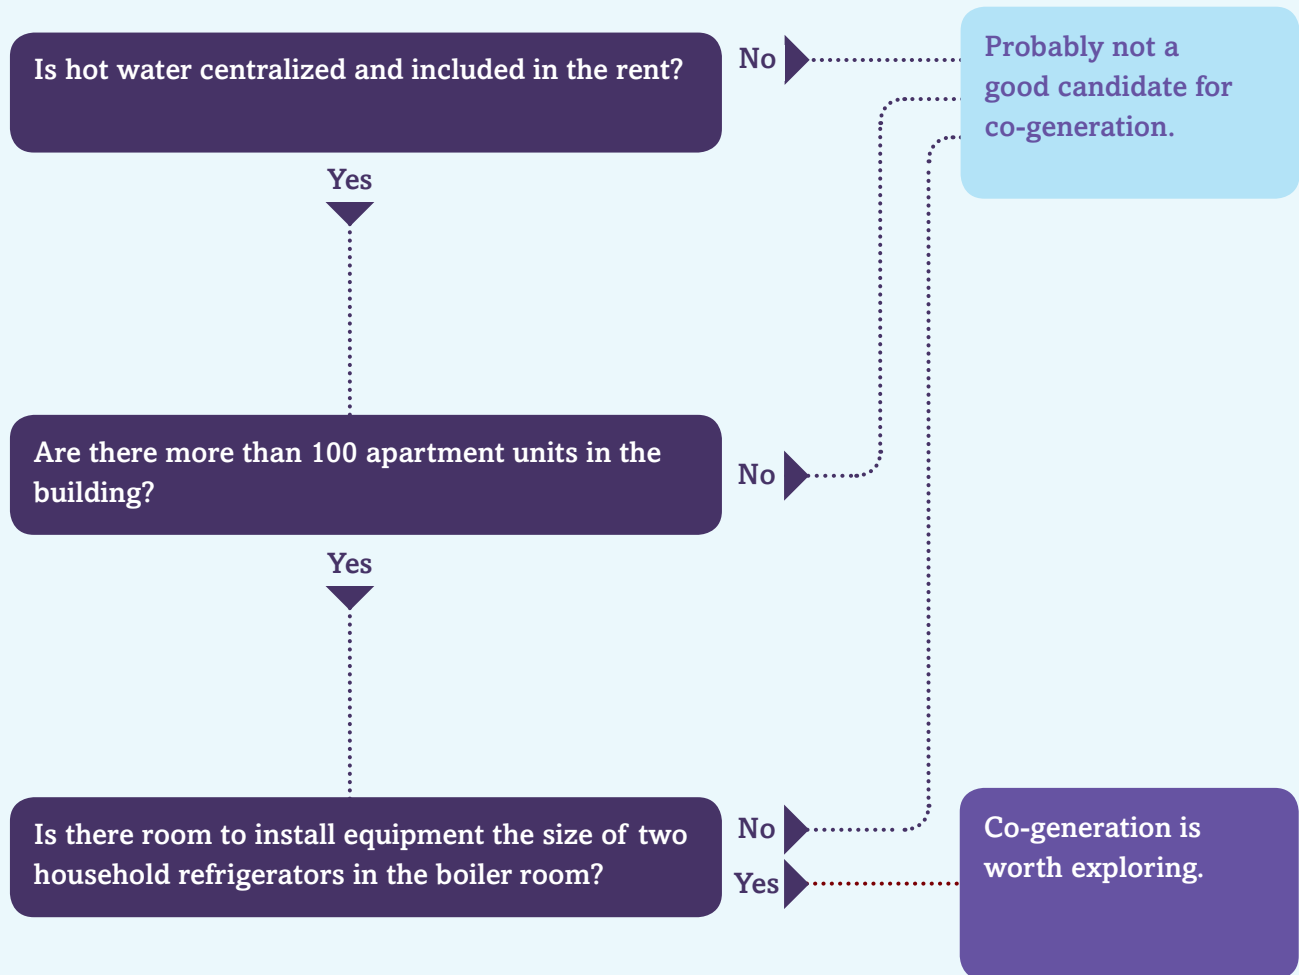 Is hot water centralized and included in the rent?
No
Probably not a
good candidate for
co-generation.
Yes
Are there more than 100 apartment units in the
building?
No
Yes
Is there room to install equipment the size of two
household refrigerators in the boiler room?
No
Yes
Co-generation is
worth exploring.